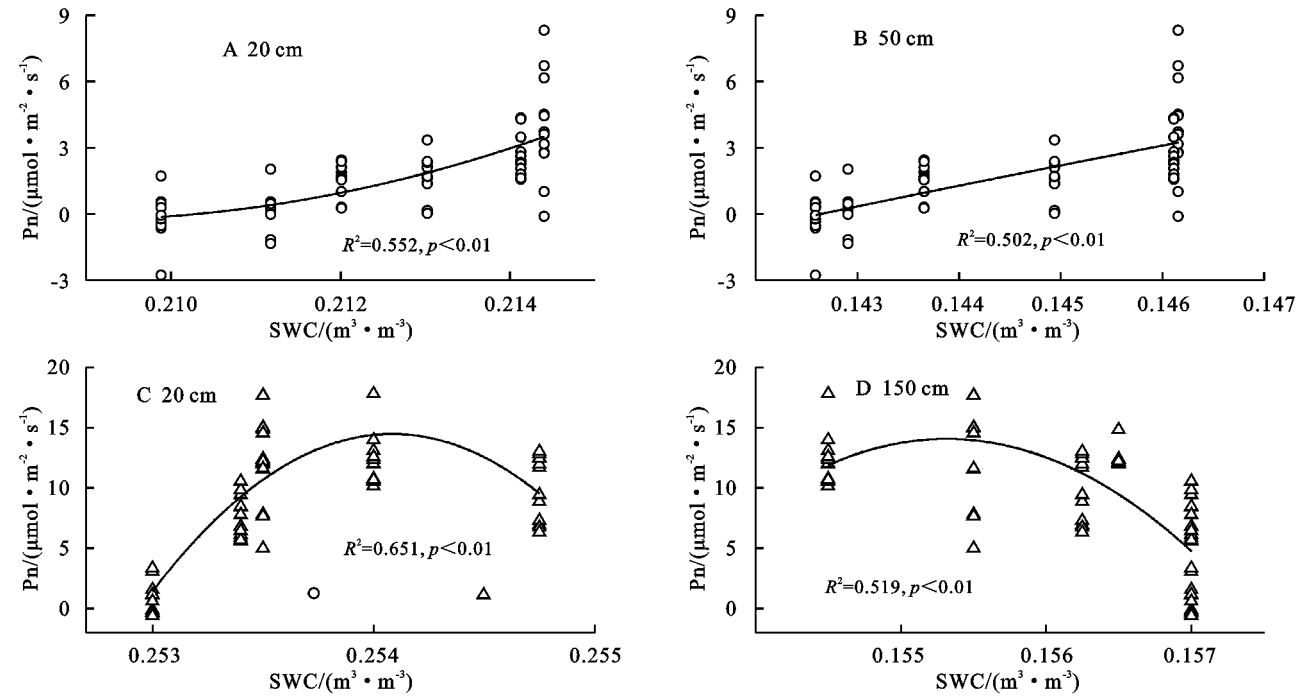 A 20 cm
Pn/(μmol • m⁻² • s⁻¹)
9
6
3
0
-3
R²=0.552, p<0.01
0.210
0.212
0.214
SWC/(m³ • m⁻³)
B 50 cm
Pn/(μmol • m⁻² • s⁻¹)
9
6
3
0
-3
R²=0.502, p<0.01
0.143
0.144
0.145
0.146
0.147
SWC/(m³ • m⁻³)
C 20 cm
Pn/(μmol • m⁻² • s⁻¹)
20
15
10
5
0
R²=0.651, p<0.01
0.253
0.254
0.255
SWC/(m³ • m⁻³)
D 150 cm
Pn/(μmol • m⁻² • s⁻¹)
20
15
10
5
0
R²=0.519, p<0.01
0.155
0.156
0.157
SWC/(m³ • m⁻³)